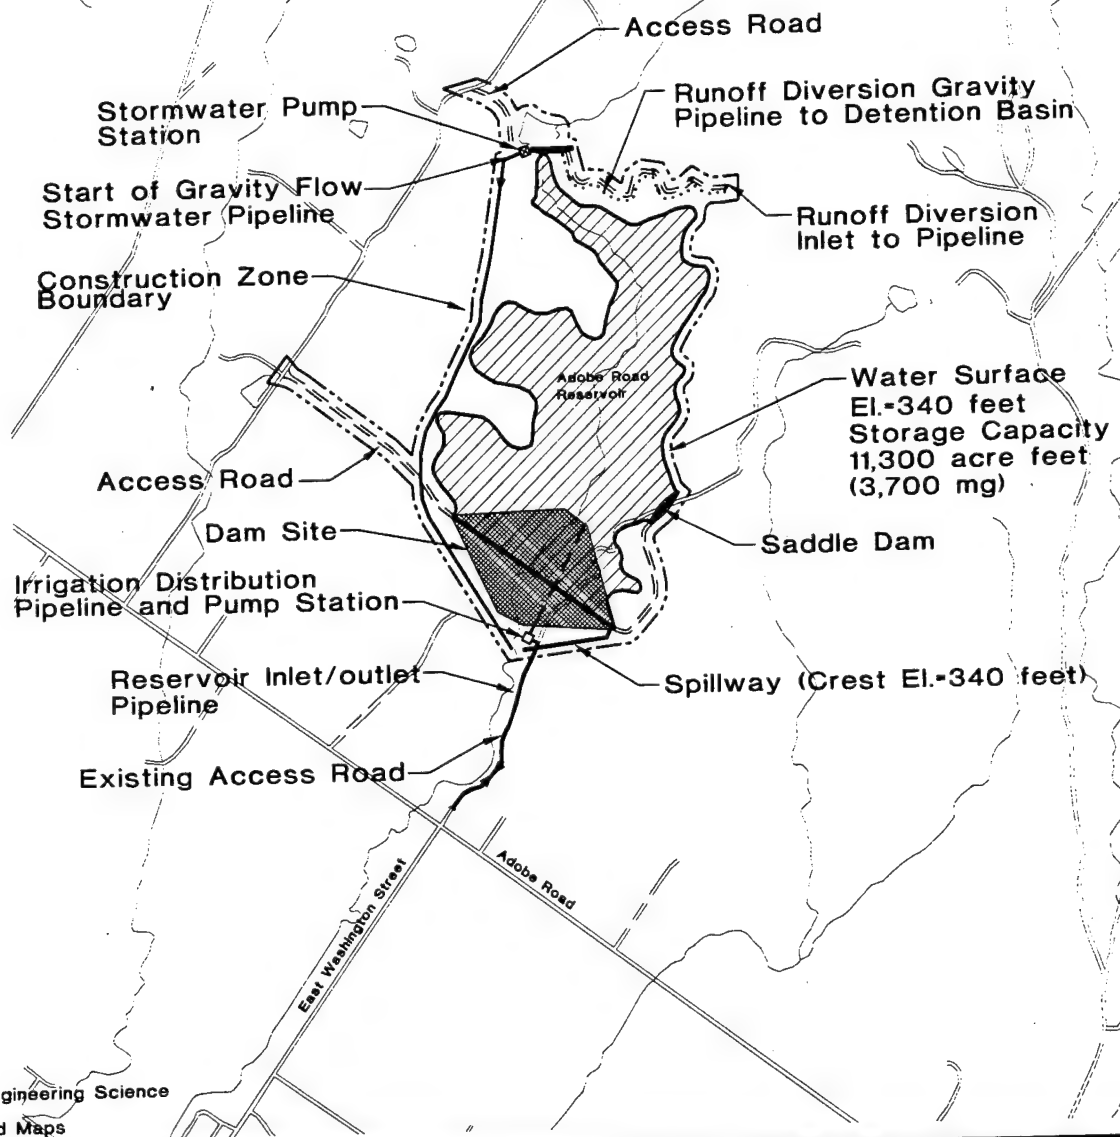 Access Road
Stormwater Pump
Station
Runoff Diversion Gravity
Pipeline to Detention Basin
Start of Gravity Flow
Stormwater Pipeline
Runoff Diversion
Inlet to Pipeline
Construction Zone
Boundary
Adobe Road
Reservoir
Water Surface
El.=340 feet
Storage Capacity
11,300 acre feet
(3,700 mg)
Access Road
Dam Site
Saddle Dam
Irrigation Distribution
Pipeline and Pump Station
Reservoir Inlet/outlet
Pipeline
Spillway (Crest El.=340 feet)
Existing Access Road
Adobe Road
East Washington Street
gineering Science
d Maps